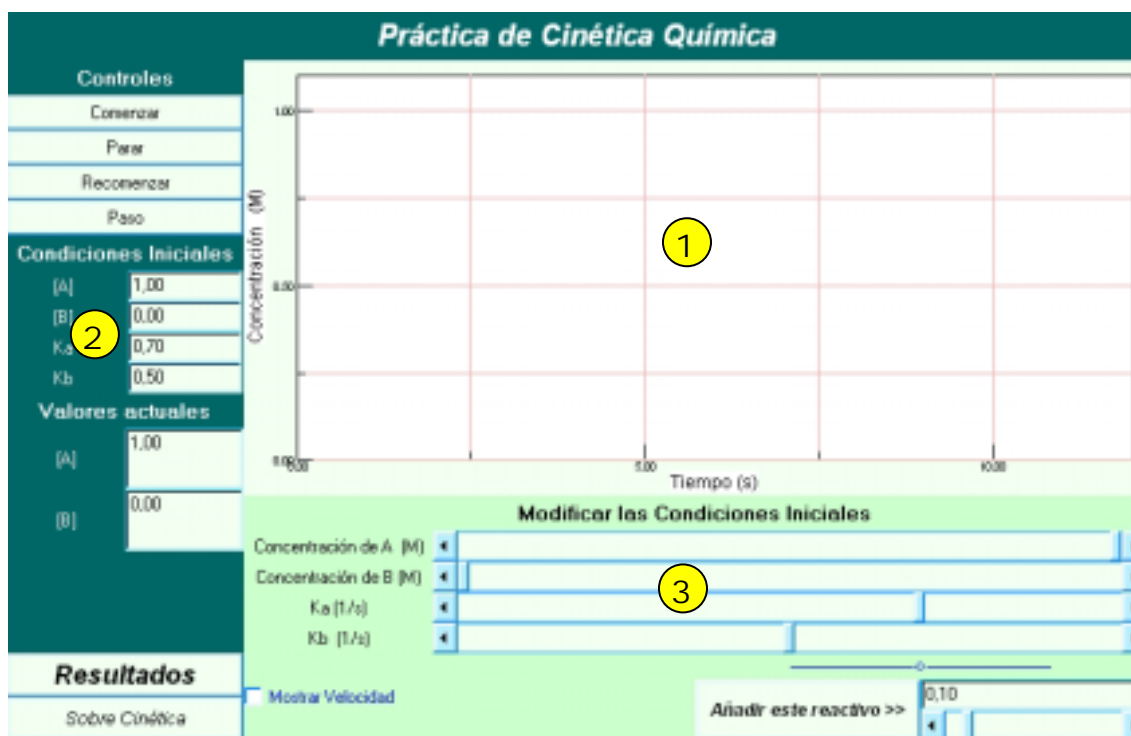 Práctica de Cinética Química
Controles
Comenzar
Parar
Recomenzar
Paso
Condiciones Iniciales
[A] 1,00
[B] 0,00
Ka 0,70
Kb 0,50
2
Valores actuales
[A] 1,00
[B] 0,00
Resultados
Sobre Cinética
Concentración (M)
1.00
0.00
5.00
10.00
Tiempo (s)
1
Modificar las Condiciones Iniciales
Concentración de A (M)
Concentración de B (M)
Ka (1/s)
Kb (1/s)
3
Mostrar Velocidad
Añadir este reactivo >>
0,10